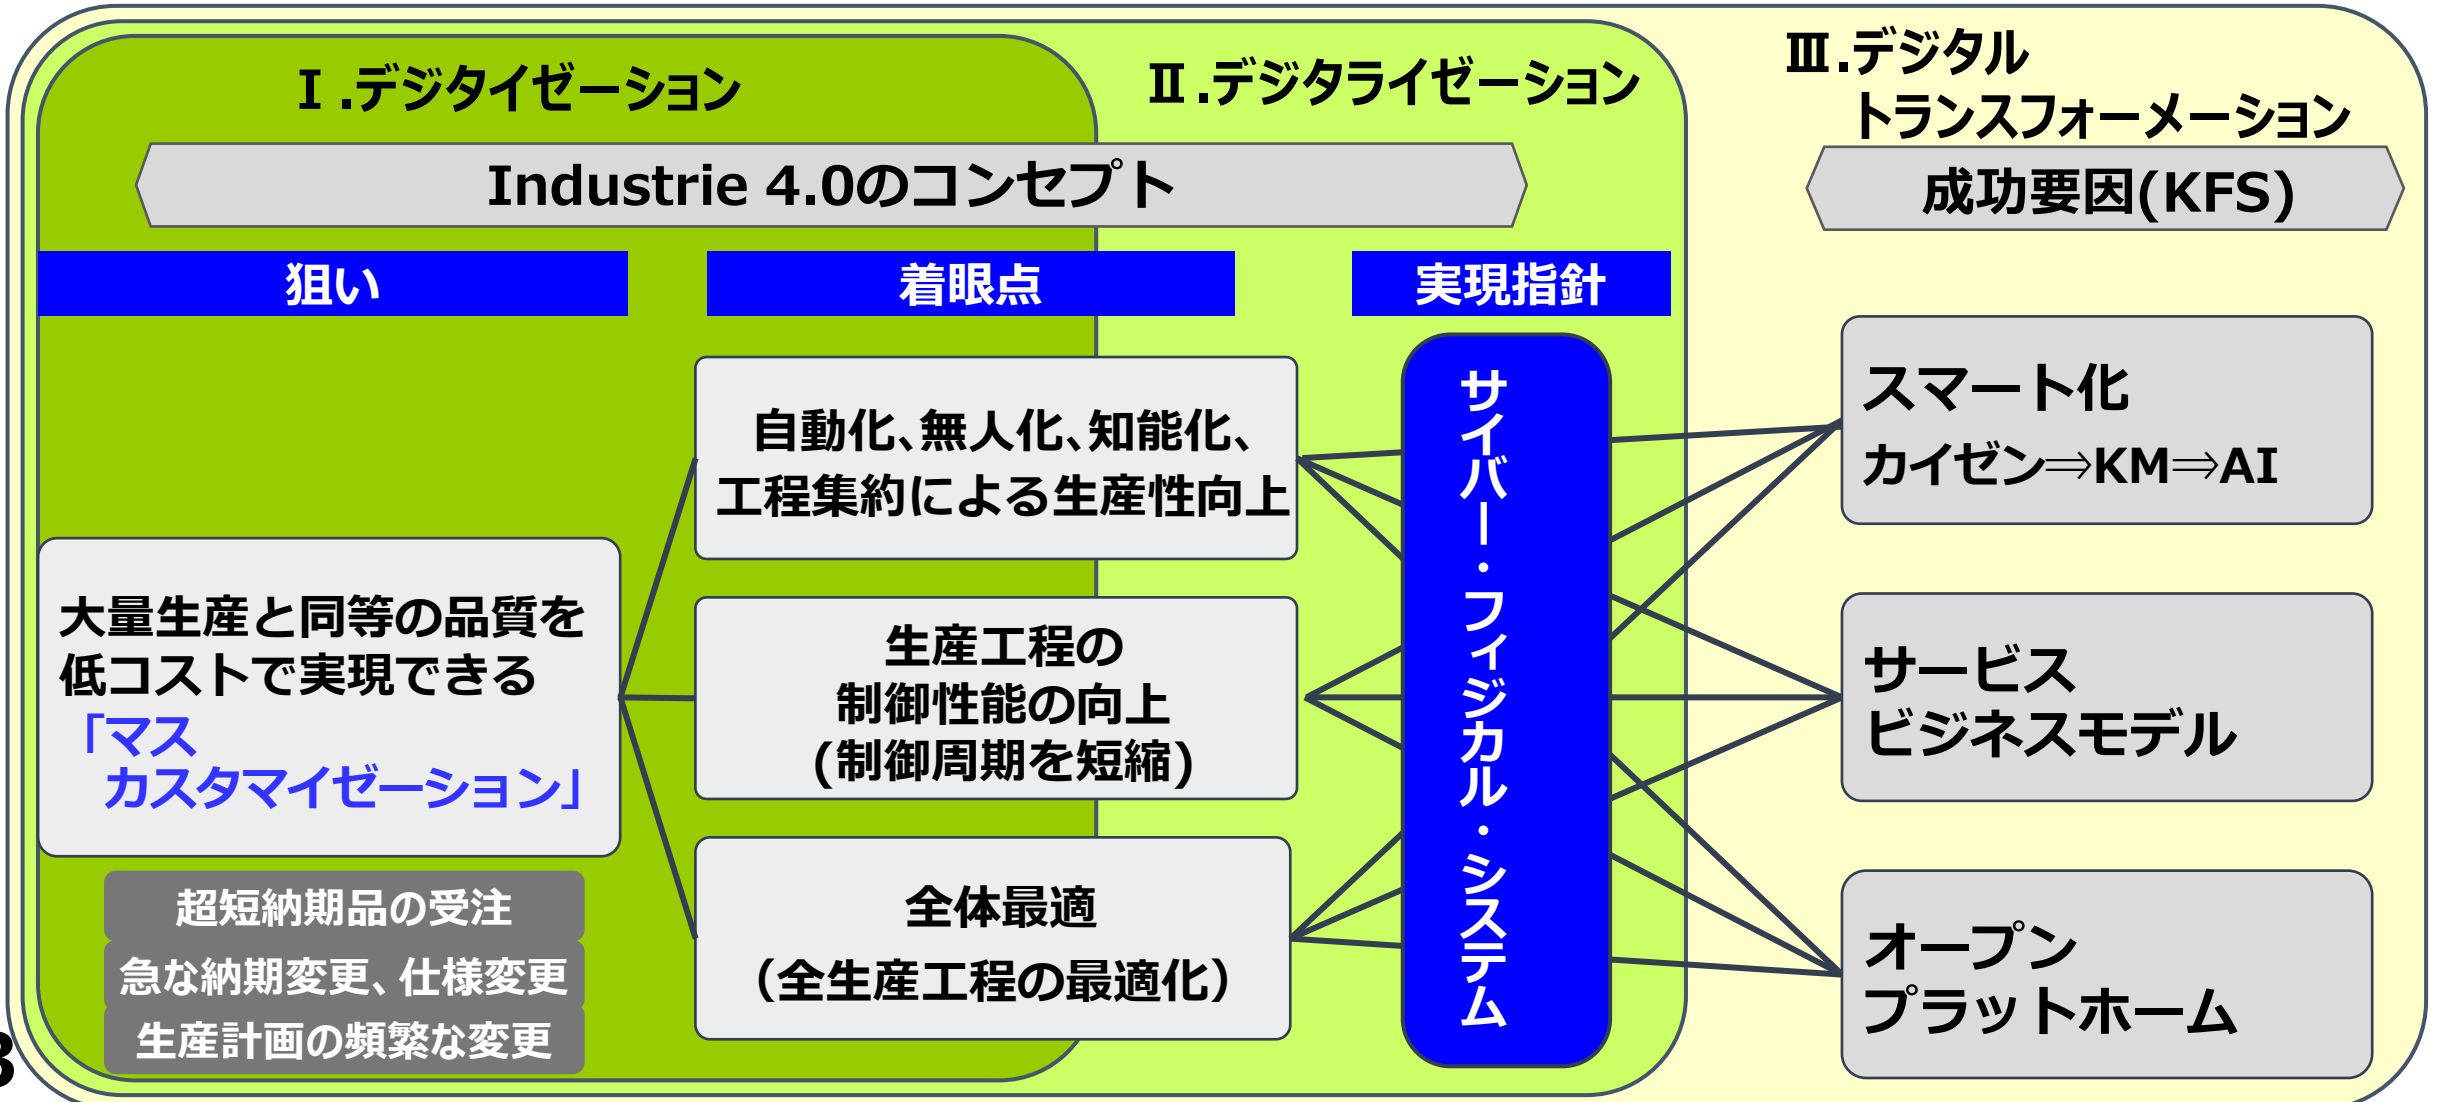 Ⅰ.デジタイゼーション
Ⅱ.デジタライゼーション
Ⅲ.デジタル
トランスフォーメーション
Industrie 4.0のコンセプト
成功要因(KFS)
狙い
着眼点
実現指針
大量生産と同等の品質を
低コストで実現できる
「マス
カスタマイゼーション」
超短納期品の受注
急な納期変更、仕様変更
生産計画の頻繁な変更
自動化、無人化、知能化、
工程集約による生産性向上
生産工程の
制御性能の向上
(制御周期を短縮)
全体最適
（全生産工程の最適化）
サイバー・フィジカル・システム
スマート化
カイゼン⇒KM⇒AI
サービス
ビジネスモデル
オープン
プラットホーム